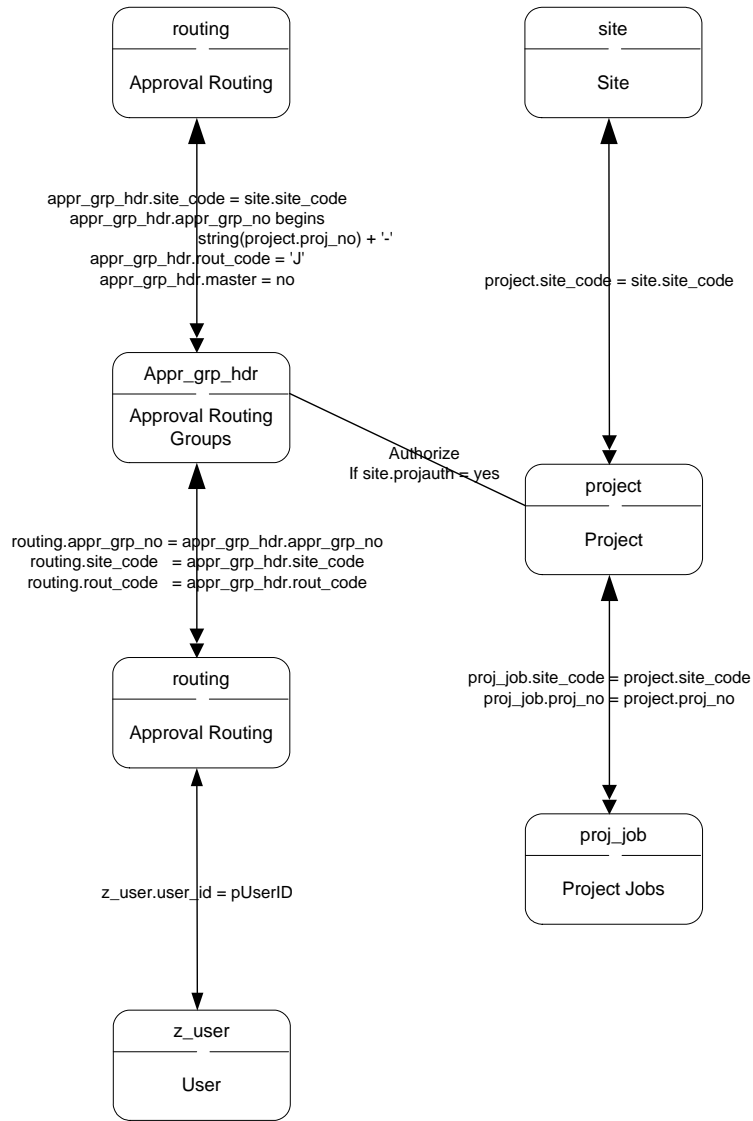 routing
Approval Routing
site
Site
appr_grp_hdr.site_code = site.site_code
appr_grp_hdr.appr_grp_no begins
string(project.proj_no) + '-'
appr_grp_hdr.rout_code = 'J'
appr_grp_hdr.master = no
project.site_code = site.site_code
Appr_grp_hdr
Approval Routing
Groups
Authorize
If site.projauth = yes
project
Project
routing.appr_grp_no = appr_grp_hdr.appr_grp_no
routing.site_code = appr_grp_hdr.site_code
routing.rout_code = appr_grp_hdr.rout_code
routing
Approval Routing
proj_job.site_code = project.site_code
proj_job.proj_no = project.proj_no
proj_job
Project Jobs
z_user.user_id = pUserID
z_user
User